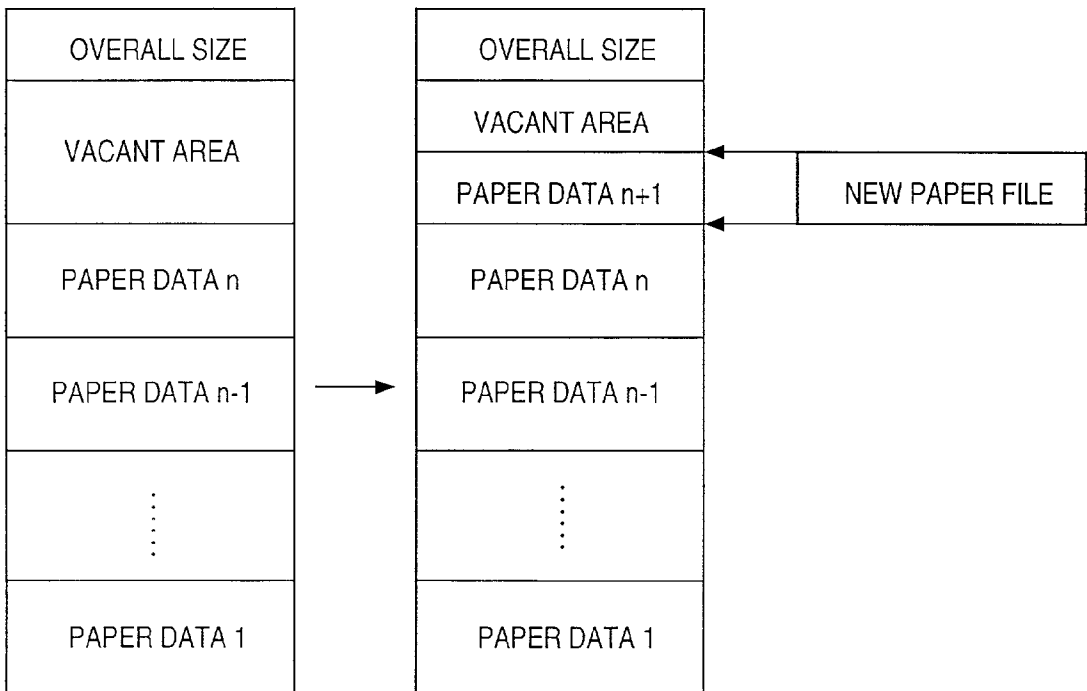 OVERALL SIZE
VACANT AREA
PAPER DATA n
PAPER DATA n-1
PAPER DATA 1
OVERALL SIZE
VACANT AREA
PAPER DATA n+1
PAPER DATA n
PAPER DATA n-1
PAPER DATA 1
NEW PAPER FILE